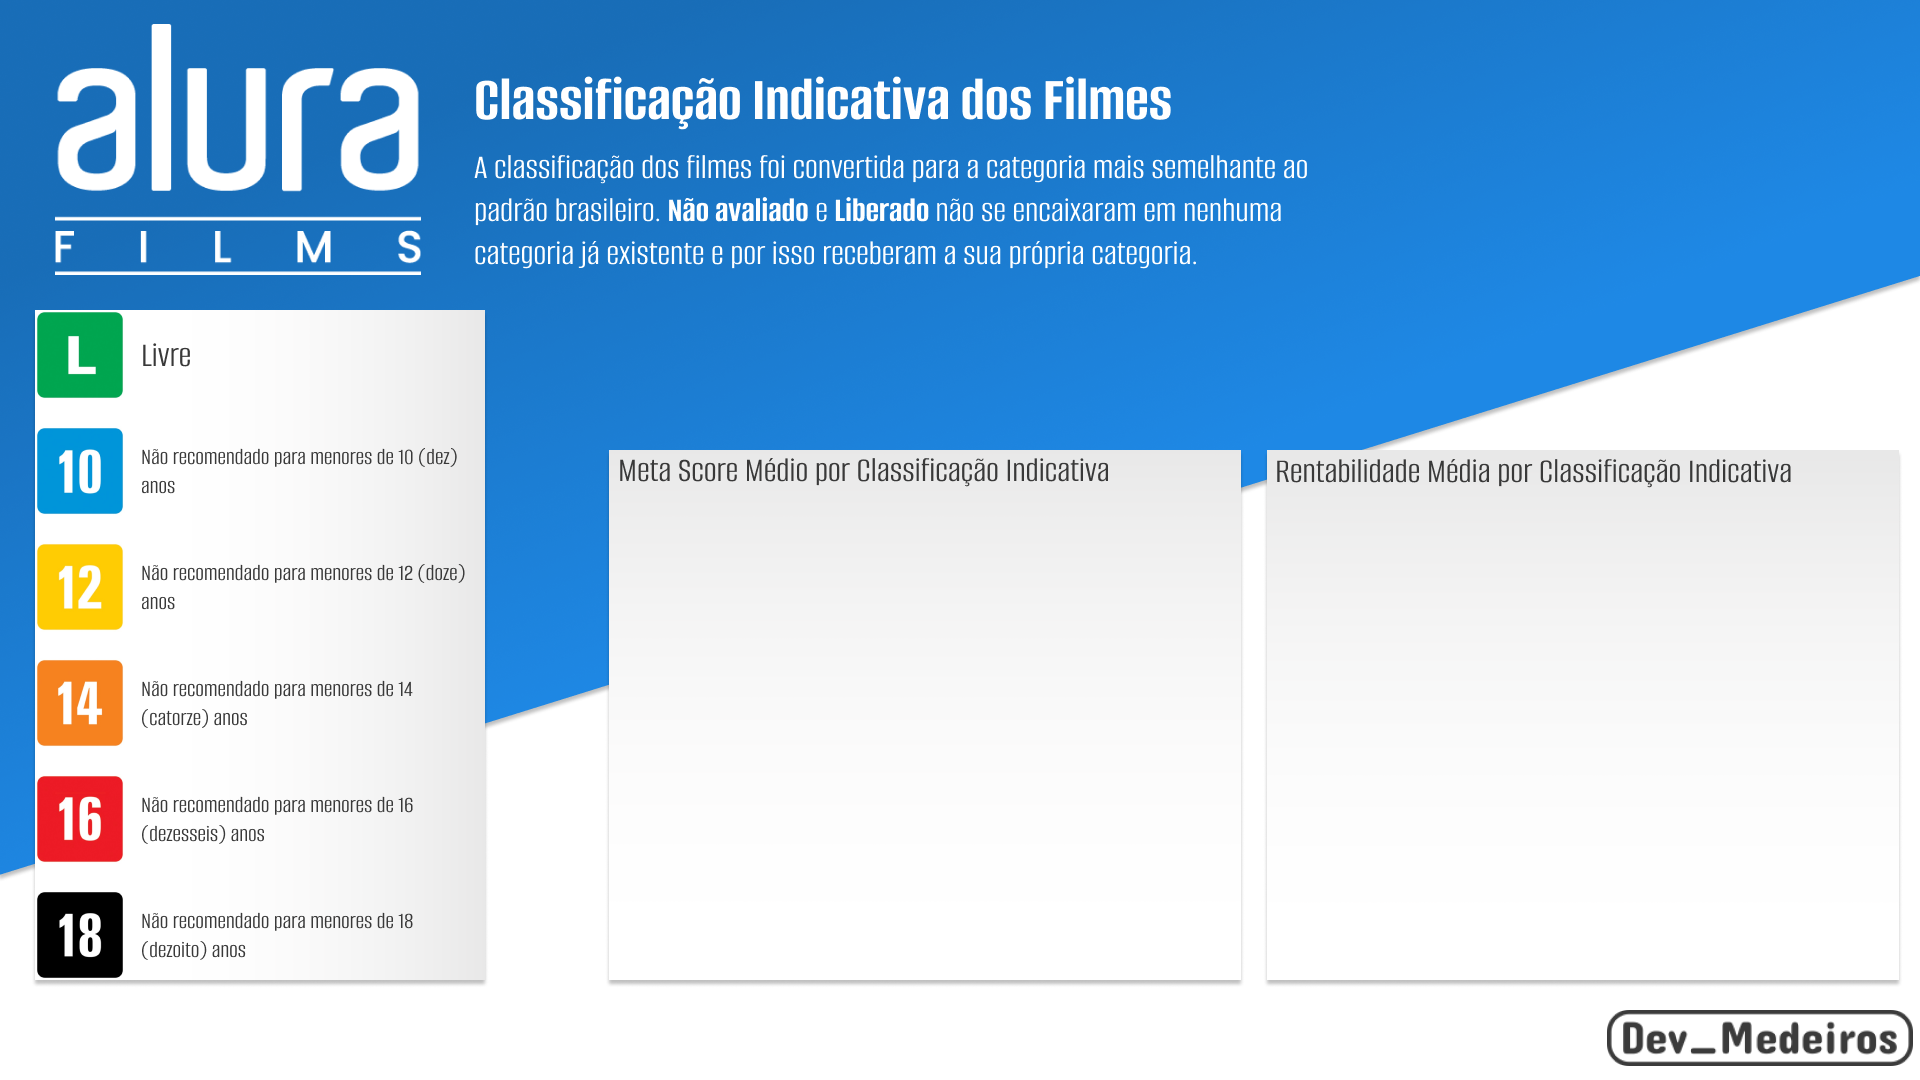 alura
FILMS
Classificação Indicativa dos Filmes
A classificação dos filmes foi convertida para a categoria mais semelhante ao
padrão brasileiro. Não avaliado e Liberado não se encaixaram em nenhuma
categoria já existente e por isso receberam a sua própria categoria.
L
Livre
10
Não recomendado para menores de 10 (dez)
anos
12
Não recomendado para menores de 12 (doze)
anos
14
Não recomendado para menores de 14
(catorze) anos
16
Não recomendado para menores de 16
(dezesseis) anos
18
Não recomendado para menores de 18
(dezoito) anos
Meta Score Médio por Classificação Indicativa
Rentabilidade Média por Classificação Indicativa
Dev_Medeiros